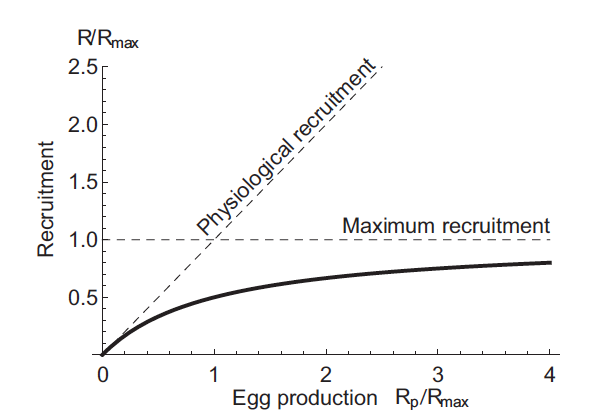 R/Rmax
2.5
2.0
1.5
1.0
0.5
Recruitment
Physiological recruitment
Maximum recruitment
0 1 2 3 4
Egg production Rp/Rmax